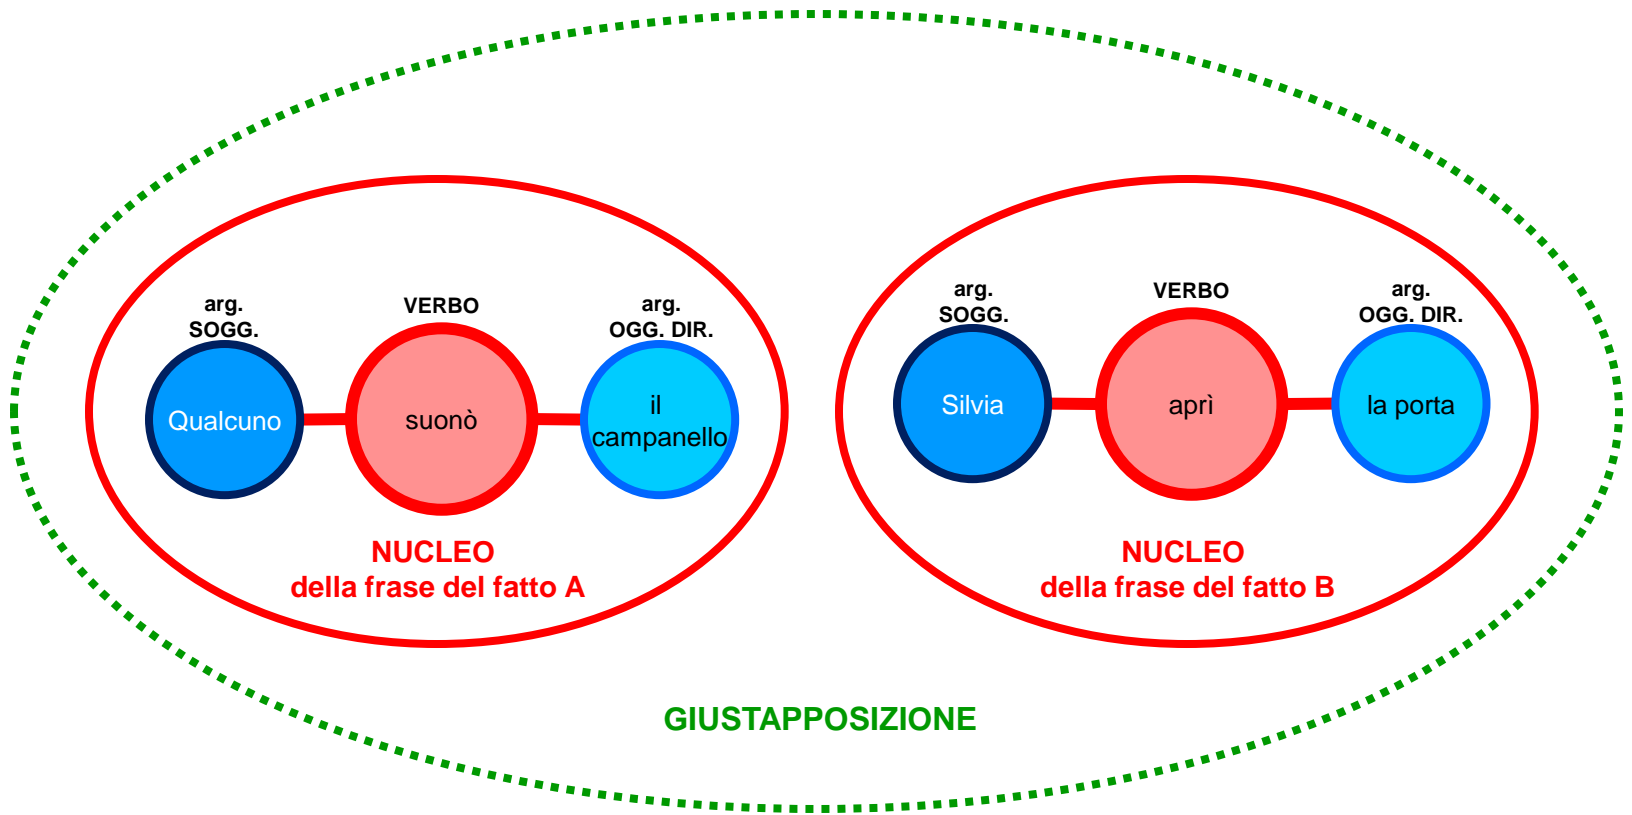 arg.
SOGG.
VERBO
arg.
OGG. DIR.
Qualcuno
suonò
il
campanello
NUCLEO
della frase del fatto A
arg.
SOGG.
VERBO
arg.
OGG. DIR.
Silvia
aprì
la porta
NUCLEO
della frase del fatto B
GIUSTAPPOSIZIONE